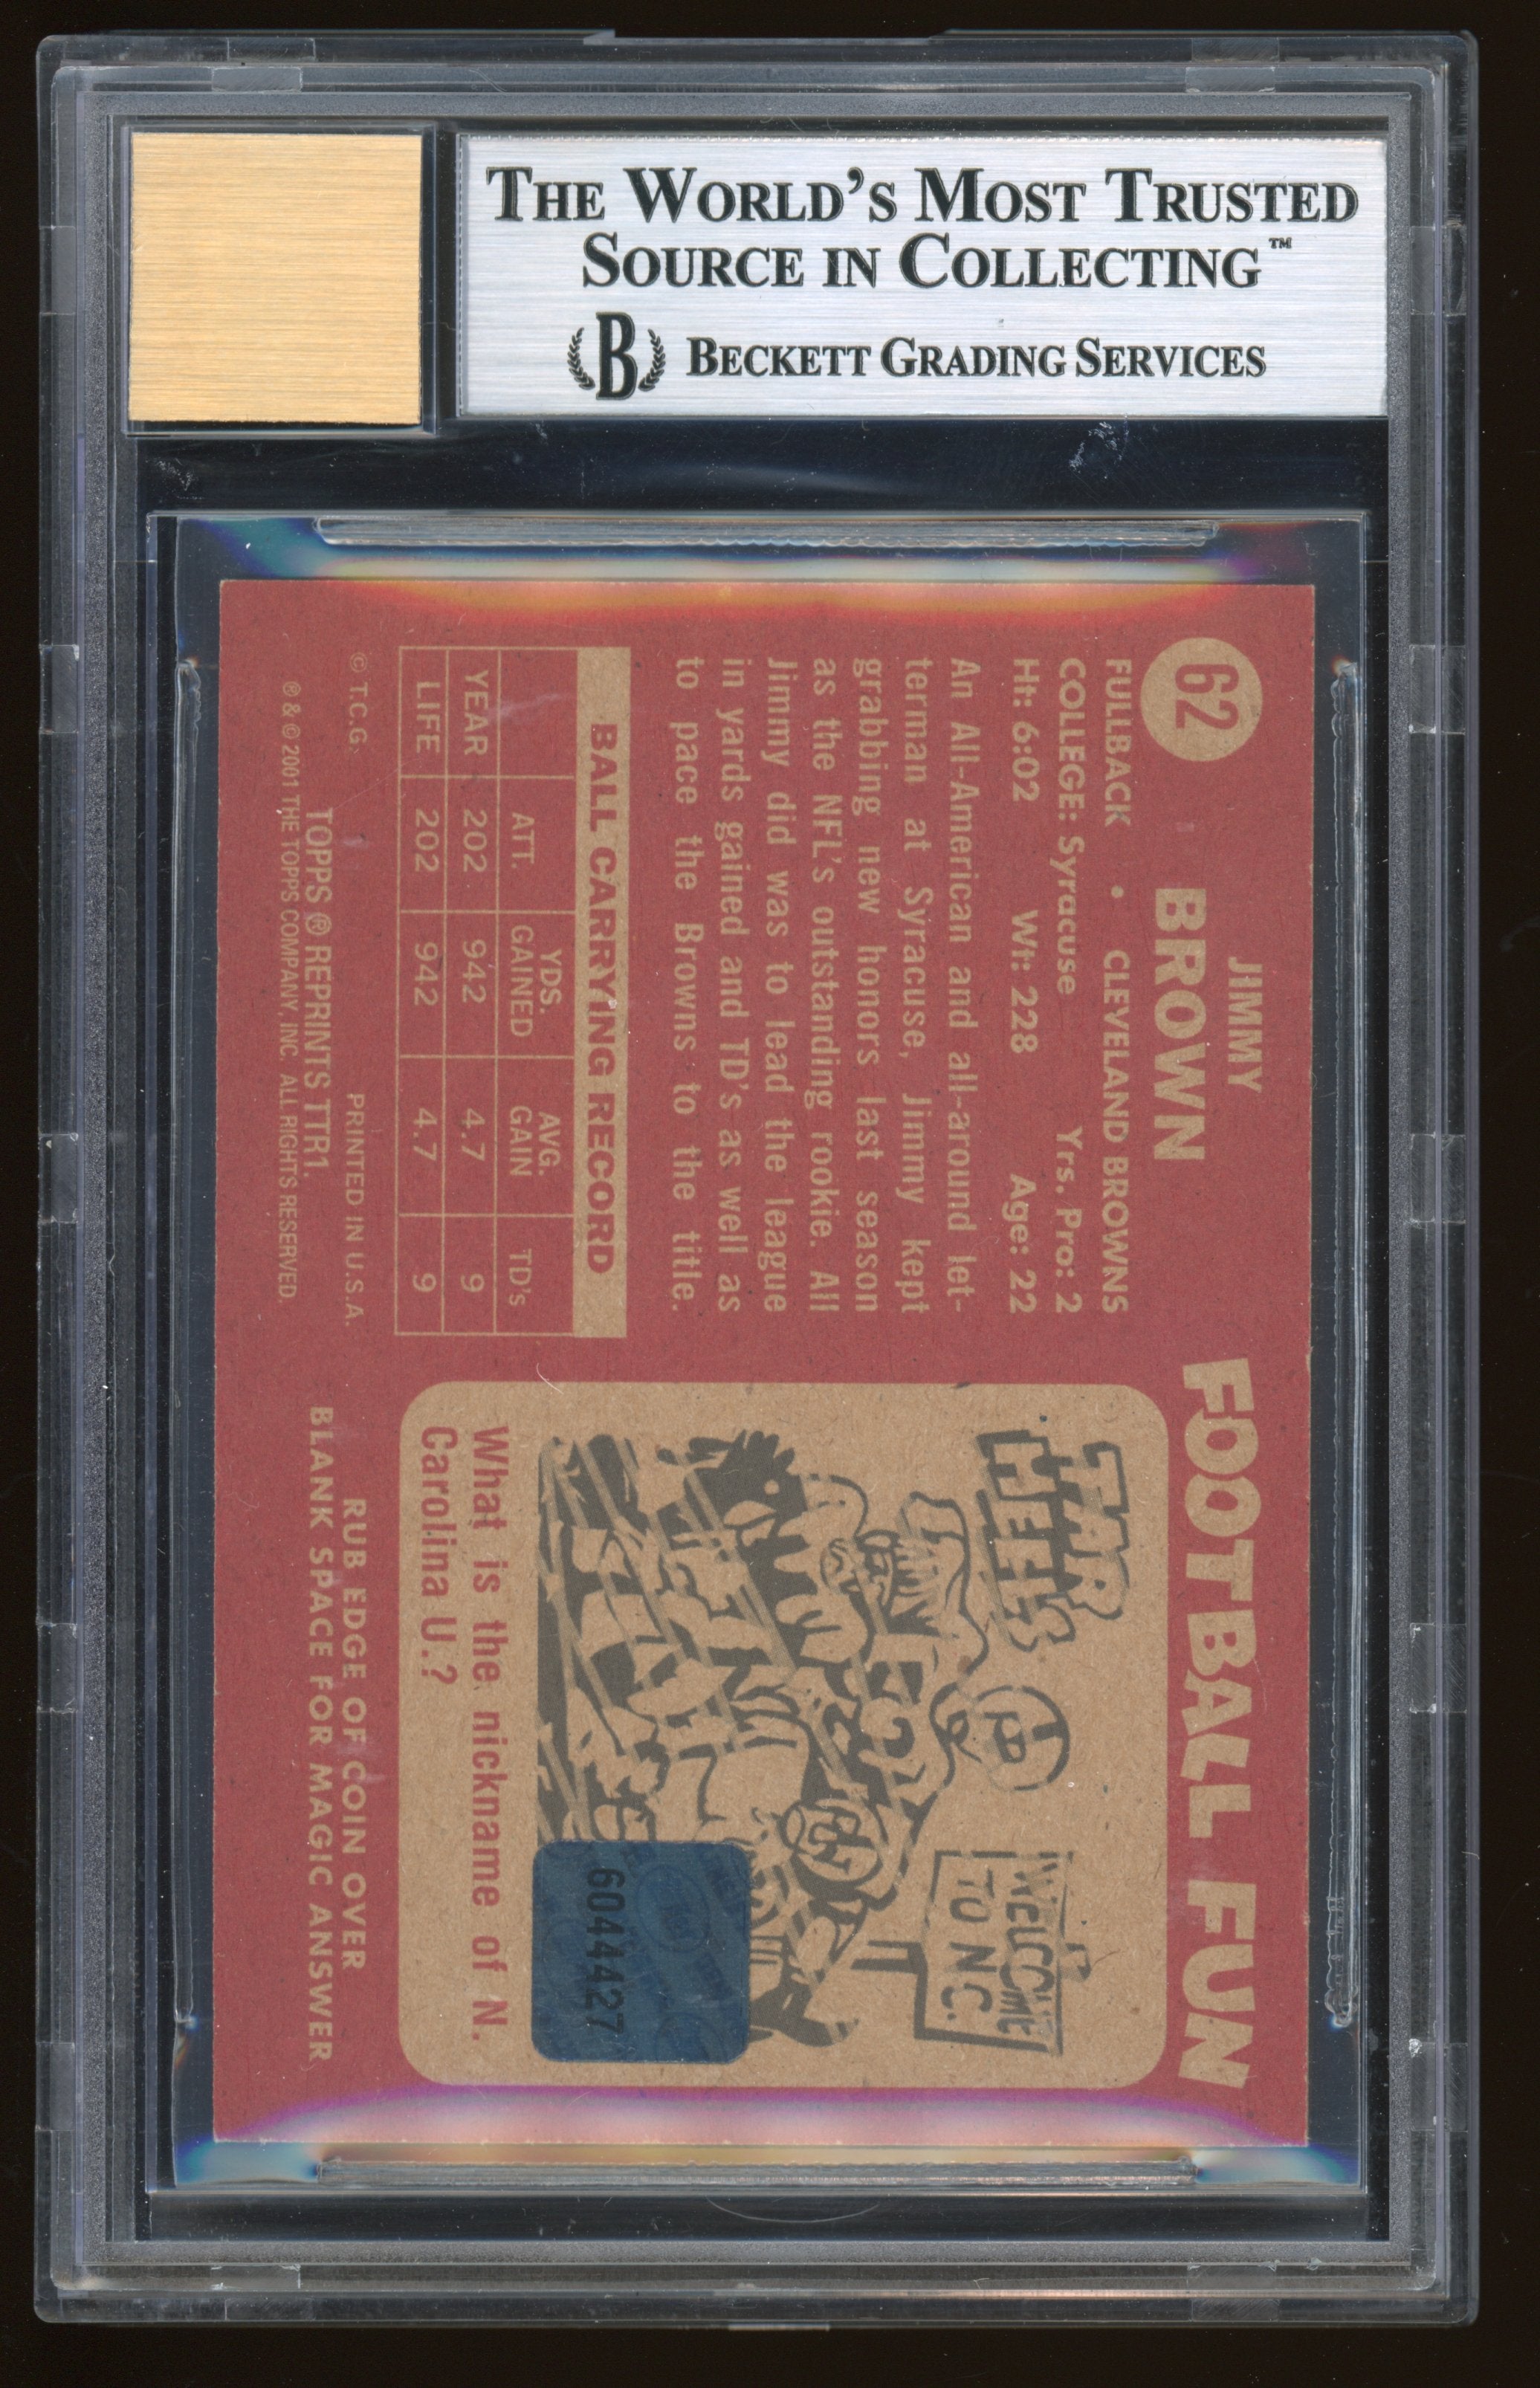 THE WORLD'S MOST TRUSTED
SOURCE IN COLLECTING™
B BECKETT GRADING SERVICES
62
JIMMY
BROWN
FULLBACK • CLEVELAND BROWNS
COLLEGE: Syracuse Yrs. Pro: 2
Ht: 6:02 Wt: 228 Age: 22
An All-American and all-around let-
terman at Syracuse, Jimmy kept
grabbing new honors last season
as the NFL's outstanding rookie. All
Jimmy did was to lead the league
in yards gained and TD's as well as
to pace the Browns to the title.
BALL CARRYING RECORD
ATT. YDS. GAINED AVG. GAIN TD's
YEAR 202 942 4.7 9
LIFE 202 942 4.7 9
© T.C.G. PRINTED IN U.S.A.
TOPPS ® REPRINTS TTR1.
® & © 2001 THE TOPPS COMPANY, INC. ALL RIGHTS RESERVED.
FOOTBALL FUN
TAR
HEELS
WELCOME
TO N.C.
What is the nickname of N.
Carolina U.?
6044427
RUB EDGE OF COIN OVER
BLANK SPACE FOR MAGIC ANSWER